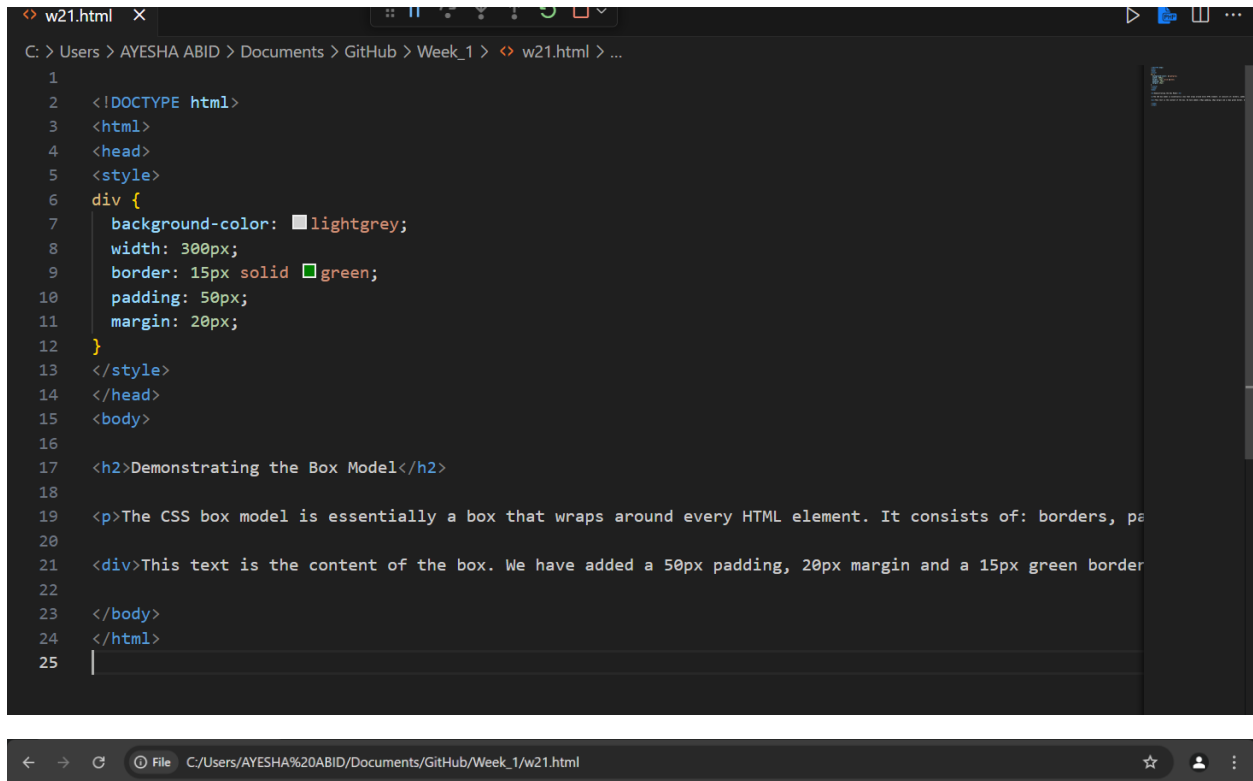 <> w21.html X
C: > Users > AYESHA ABID > Documents > GitHub > Week_1 > <> w21.html > ...
1
2 <!DOCTYPE html>
3 <html>
4 <head>
5 <style>
6 div {
7 background-color: lightgrey;
8 width: 300px;
9 border: 15px solid green;
10 padding: 50px;
11 margin: 20px;
12 }
13 </style>
14 </head>
15 <body>
16
17 <h2>Demonstrating the Box Model</h2>
18
19 <p>The CSS box model is essentially a box that wraps around every HTML element. It consists of: borders, pa
20
21 <div>This text is the content of the box. We have added a 50px padding, 20px margin and a 15px green border
22
23 </body>
24 </html>
25
File C:/Users/AYESHA%20ABID/Documents/GitHub/Week_1/w21.html